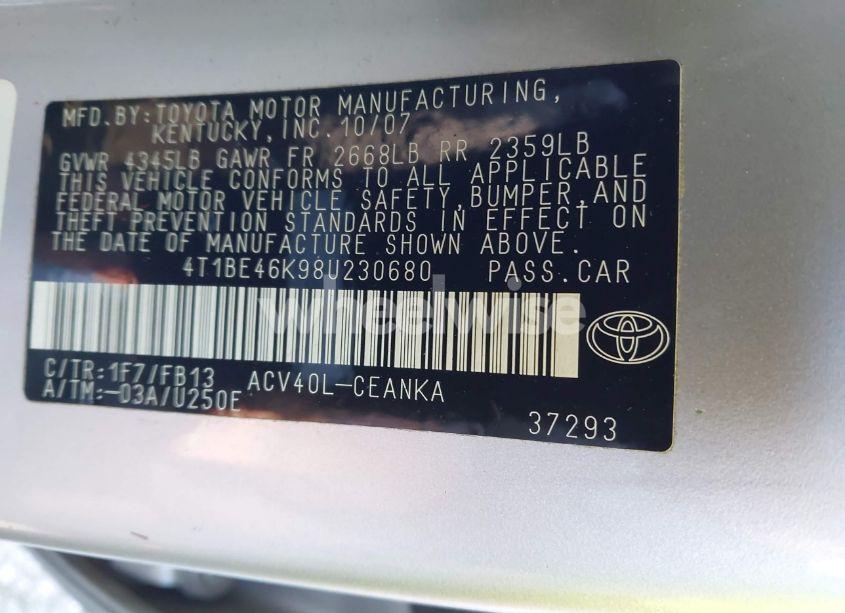 MFD.BY:TOYOTA MOTOR MANUFACTURING,
KENTUCKY,INC.10/07
GVWR 4345LB GAWR FR 2668LB RR 2359LB
THIS VEHICLE CONFORMS TO ALL APPLICABLE
FEDERAL MOTOR VEHICLE SAFETY,BUMPER,AND
THEFT PREVENTION STANDARDS IN EFFECT ON
THE DATE OF MANUFACTURE SHOWN ABOVE.
4T1BE46K98U230680 PASS.CAR
wheelwise
C/TR:1F7/FB13 ACV40L-CEANKA
A/TM:-03A/U250E
37293